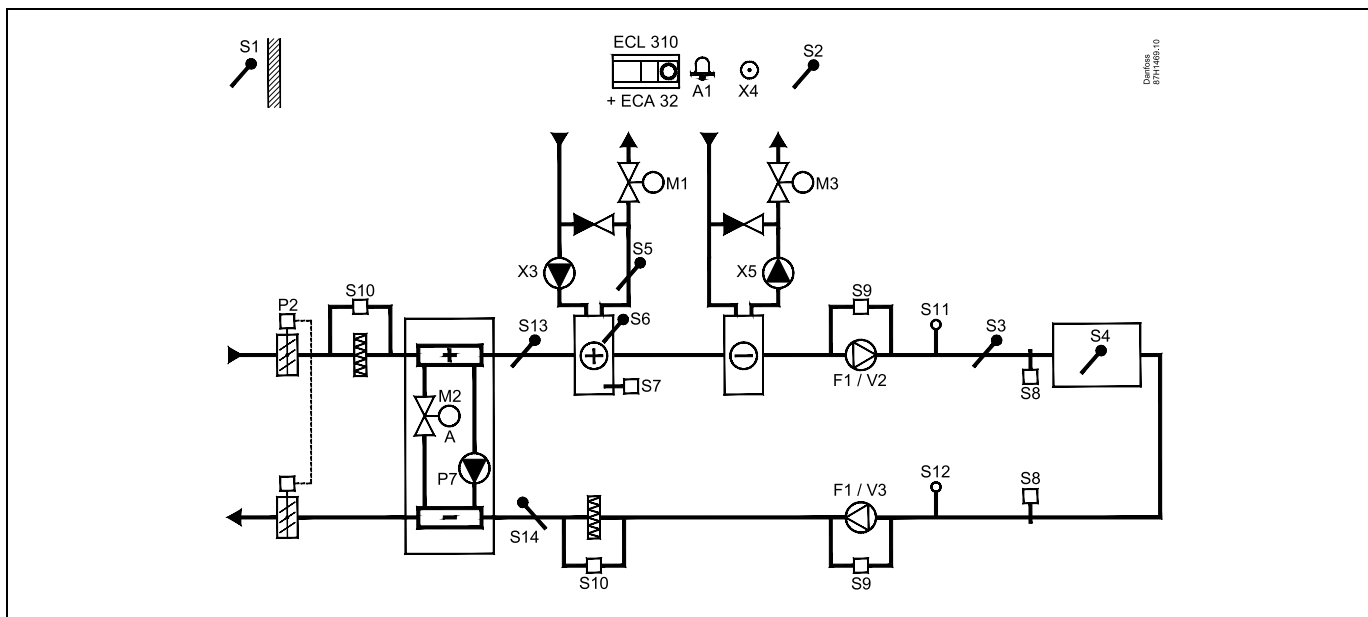 S1
ECL 310
+ ECA 32
A1
X4
S2
Danfoss
87H1469.10
M1
M3
S5
X3
X5
P2
S10
S13
S6
S7
S9
F1 / V2
S11
S3
S8
S4
M2
A
P7
S14
S10
F1 / V3
S9
S12
S8